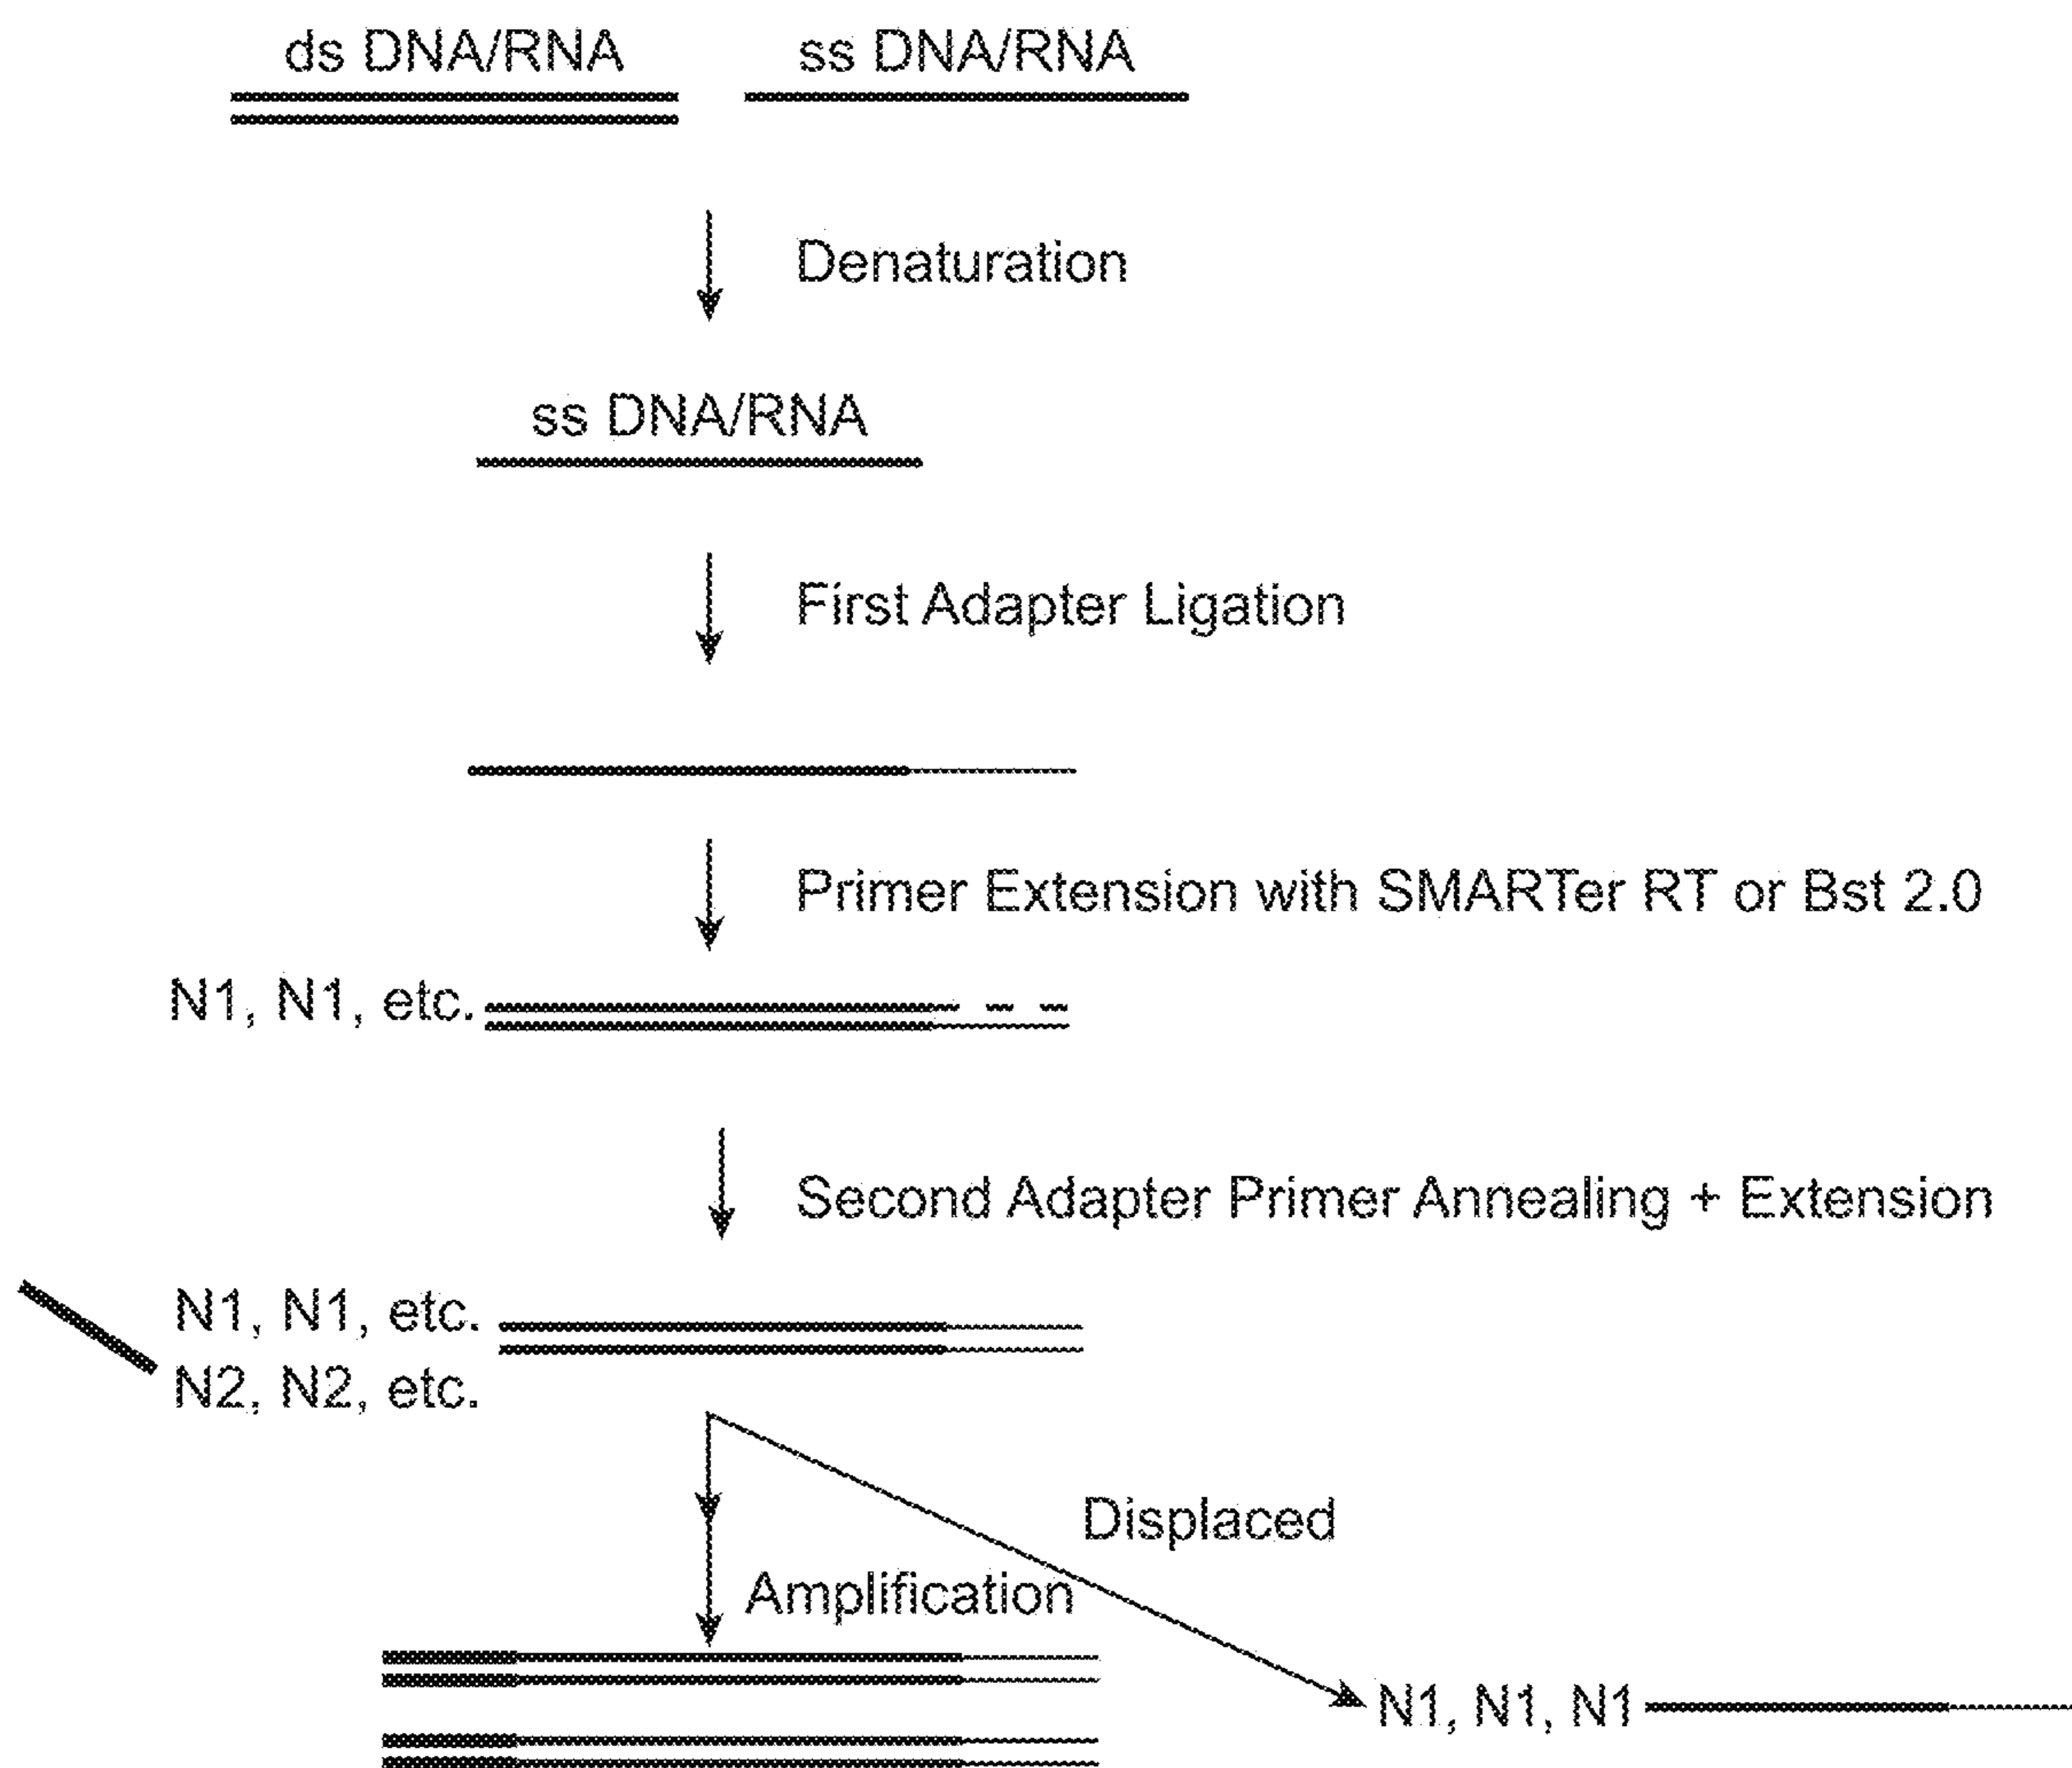 ds DNA/RNA
ss DNA/RNA
Denaturation
ss DNA/RNA
First Adapter Ligation
Primer Extension with SMARTer RT or Bst 2.0
N1, N1, etc.
Second Adapter Primer Annealing + Extension
N1, N1, etc.
N2, N2, etc.
Displaced
Amplification
N1, N1, N1